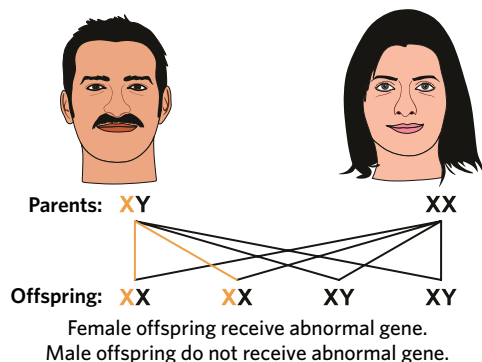 Parents: XY XX
Offspring: XX XX XY XY
Female offspring receive abnormal gene.
Male offspring do not receive abnormal gene.